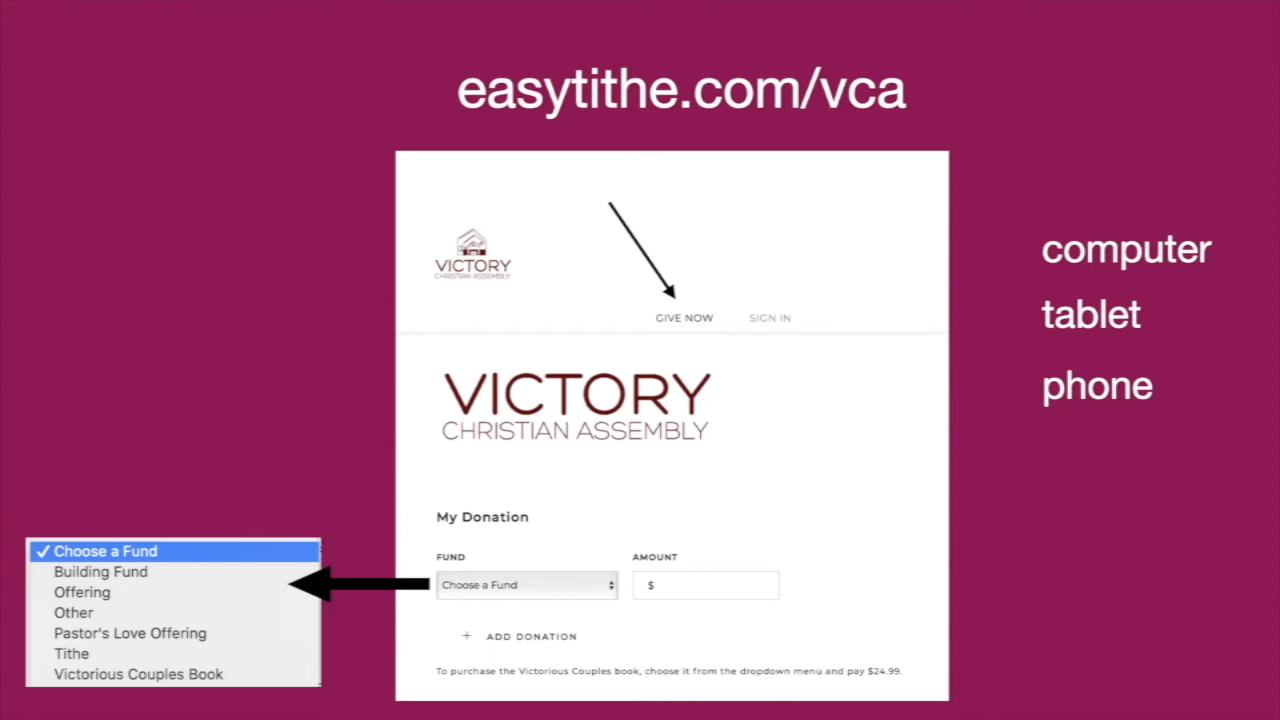 easytithe.com/vca
VICTORY
CHRISTIAN ASSEMBLY
GIVE NOW
SIGN IN
VICTORY
CHRISTIAN ASSEMBLY
My Donation
FUND
AMOUNT
Choose a Fund
$
+ ADD DONATION
To purchase the Victorious Couples book, choose it from the dropdown menu and pay $24.99.
✓ Choose a Fund
Building Fund
Offering
Other
Pastor's Love Offering
Tithe
Victorious Couples Book
computer
tablet
phone